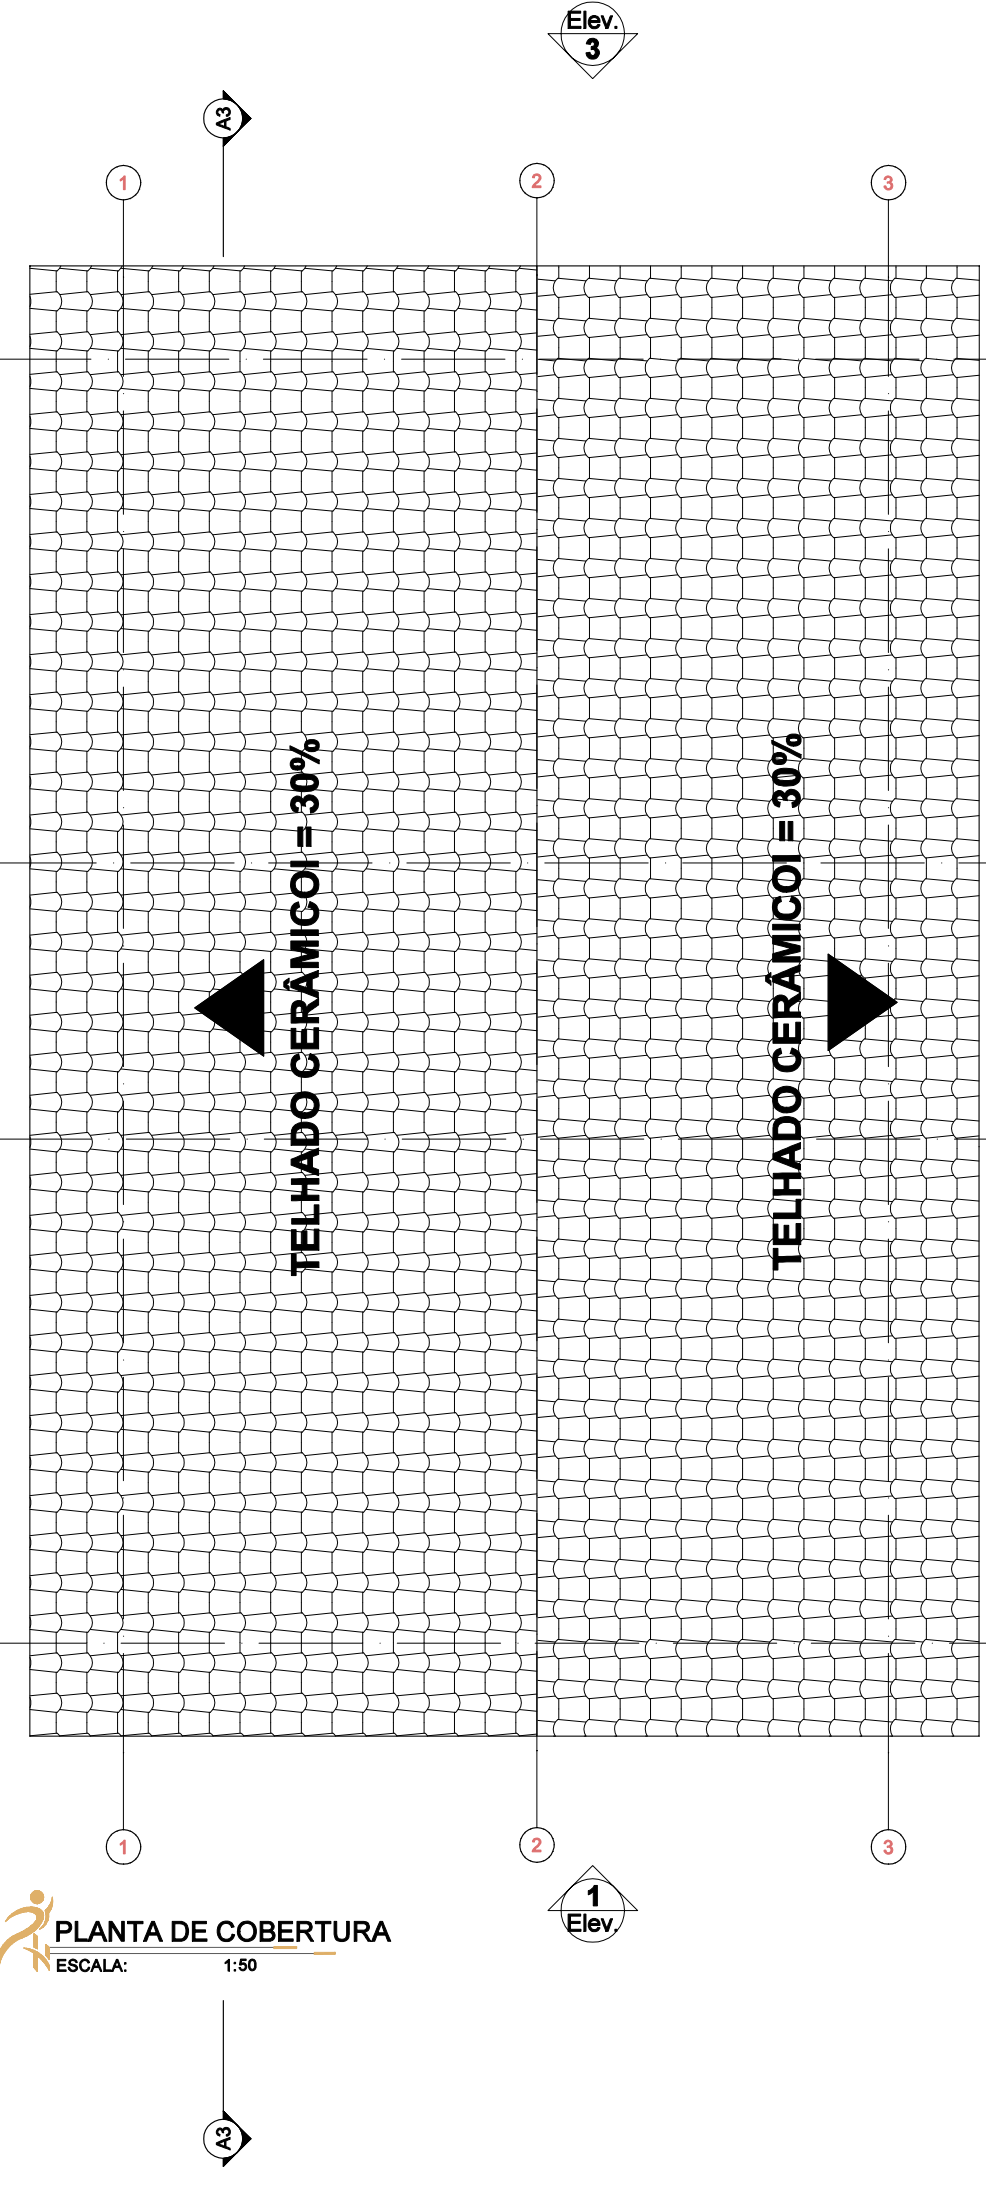 Elev.
3
A3
1
2
3
TELHADO CERÂMICOI = 30%
TELHADO CERÂMICOI = 30%
1
2
3
1
Elev.
PLANTA DE COBERTURA
ESCALA: 1:50
A3